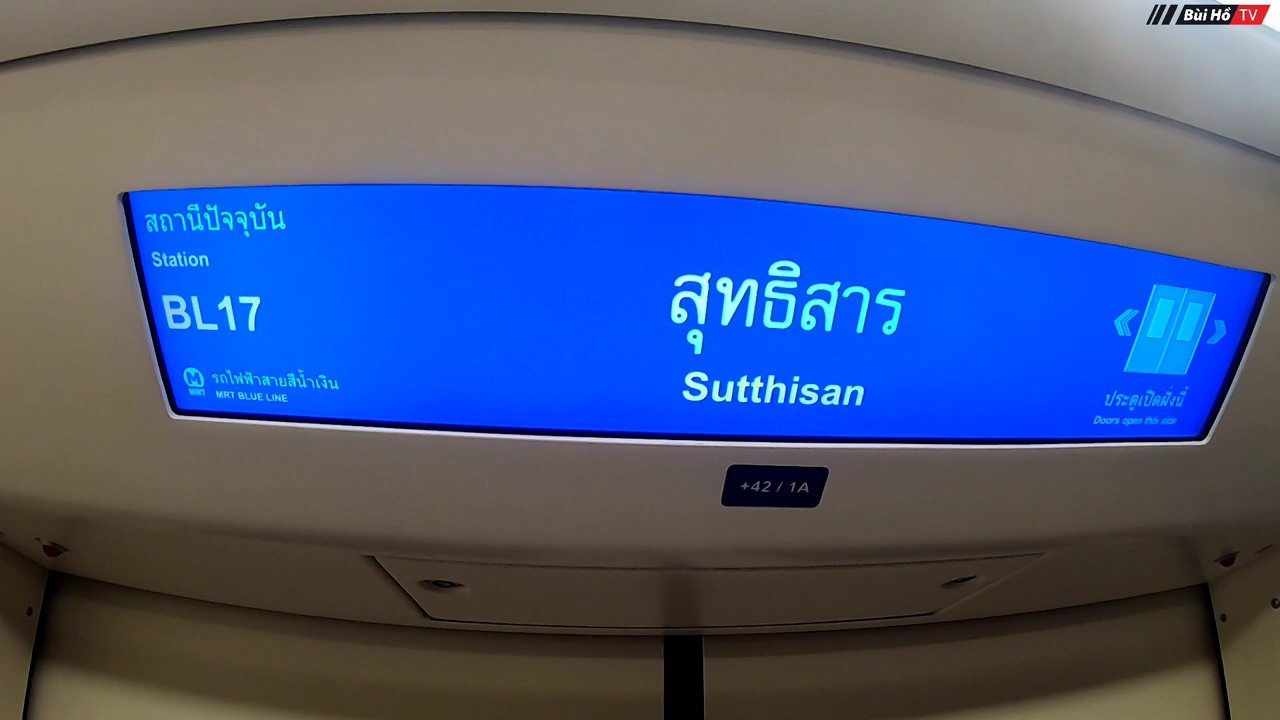 Bùi Hồ TV
สถานีปัจจุบัน
Station
BL17
สุทธิสาร
Sutthisan
MRT
รถไฟฟ้าสายสีน้ำเงิน
MRT BLUE LINE
ประตูเปิดฝั่งนี้
Doors open this side
+42 / 1A